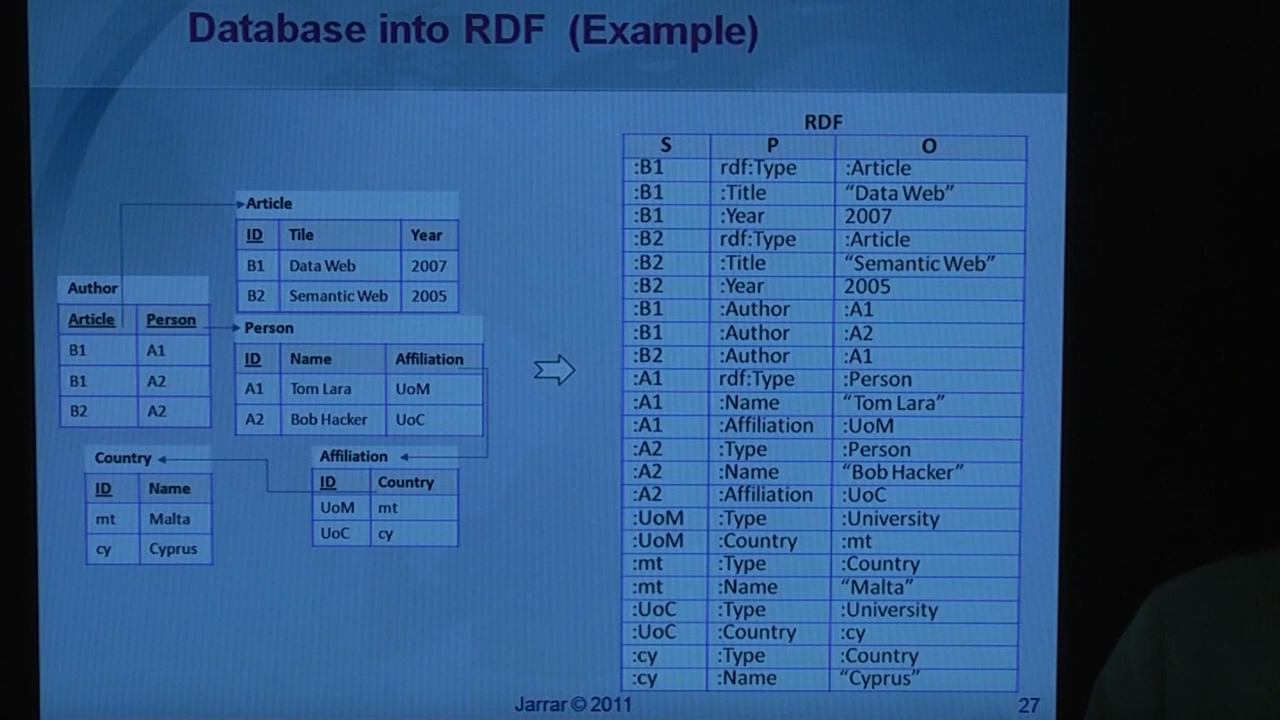 Database into RDF (Example)
Article
ID Tile Year
B1 Data Web 2007
B2 Semantic Web 2005
Author
Article Person
B1 A1
B1 A2
B2 A2
Person
ID Name Affiliation
A1 Tom Lara UoM
A2 Bob Hacker UoC
Country
ID Name
mt Malta
cy Cyprus
Affiliation
ID Country
UoM mt
UoC cy
RDF
S P O
:B1 rdf:Type :Article
:B1 :Title “Data Web”
:B1 :Year 2007
:B2 rdf:Type :Article
:B2 :Title “Semantic Web”
:B2 :Year 2005
:B1 :Author :A1
:B1 :Author :A2
:B2 :Author :A1
:A1 rdf:Type :Person
:A1 :Name “Tom Lara”
:A1 :Affiliation :UoM
:A2 :Type :Person
:A2 :Name “Bob Hacker”
:A2 :Affiliation :UoC
:UoM :Type :University
:UoM :Country :mt
:mt :Type :Country
:mt :Name “Malta”
:UoC :Type :University
:UoC :Country :cy
:cy :Type :Country
:cy :Name “Cyprus”
Jarrar © 2011
27